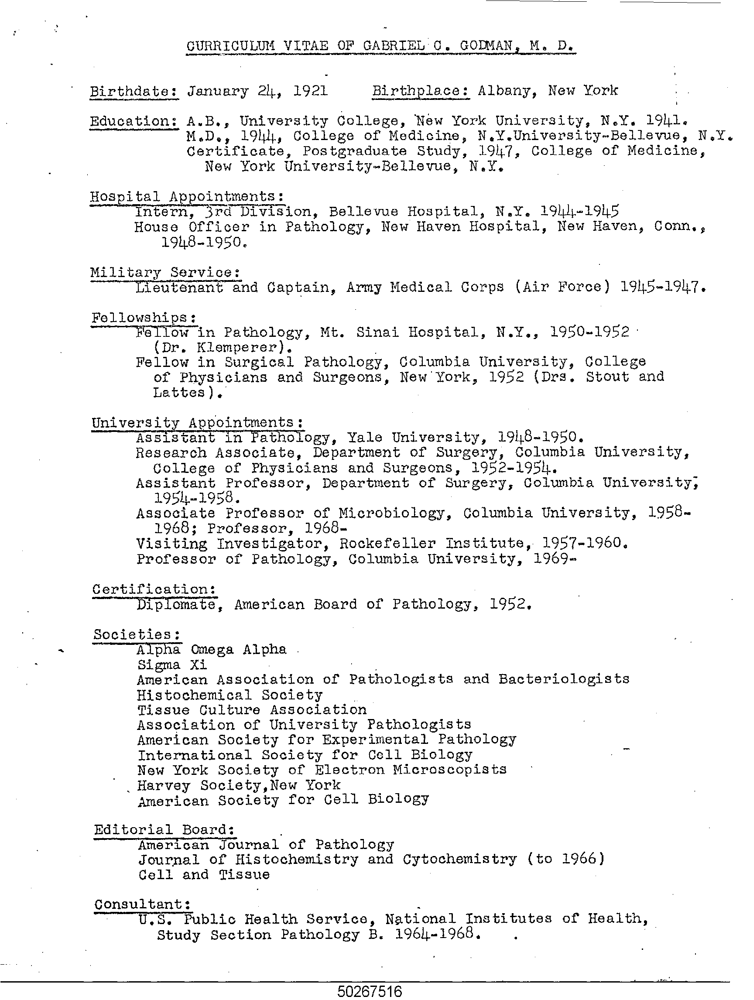 CURRICULUM VITAE OF GABRIEL C. GODMAN, M. D.
Birthdate: January 24, 1921 Birthplace: Albany, New York
Education: A.B., University College, New York University, N.Y. 1941.
M.D., 1944, College of Medicine, N.Y.University-Bellevue, N.Y.
Certificate, Postgraduate Study, 1947, College of Medicine,
New York University-Bellevue, N.Y.
Hospital Appointments:
Intern, 3rd Division, Bellevue Hospital, N.Y. 1944-1945
House Officer in Pathology, New Haven Hospital, New Haven, Conn.,
1948-1950.
Military Service:
Lieutenant and Captain, Army Medical Corps (Air Force) 1945-1947.
Fellowships:
Fellow in Pathology, Mt. Sinai Hospital, N.Y., 1950-1952
(Dr. Klemperer).
Fellow in Surgical Pathology, Columbia University, College
of Physicians and Surgeons, New York, 1952 (Drs. Stout and
Lattes).
University Appointments:
Assistant in Pathology, Yale University, 1948-1950.
Research Associate, Department of Surgery, Columbia University,
College of Physicians and Surgeons, 1952-1954.
Assistant Professor, Department of Surgery, Columbia University,
1954-1958.
Associate Professor of Microbiology, Columbia University, 1958-
1968; Professor, 1968-
Visiting Investigator, Rockefeller Institute, 1957-1960.
Professor of Pathology, Columbia University, 1969-
Certification:
Diplomate, American Board of Pathology, 1952.
Societies:
Alpha Omega Alpha
Sigma Xi
American Association of Pathologists and Bacteriologists
Histochemical Society
Tissue Culture Association
Association of University Pathologists
American Society for Experimental Pathology
International Society for Cell Biology
New York Society of Electron Microscopists
Harvey Society,New York
American Society for Cell Biology
Editorial Board:
American Journal of Pathology
Journal of Histochemistry and Cytochemistry (to 1966)
Cell and Tissue
Consultant:
U.S. Public Health Service, National Institutes of Health,
Study Section Pathology B. 1964-1968.
50267516